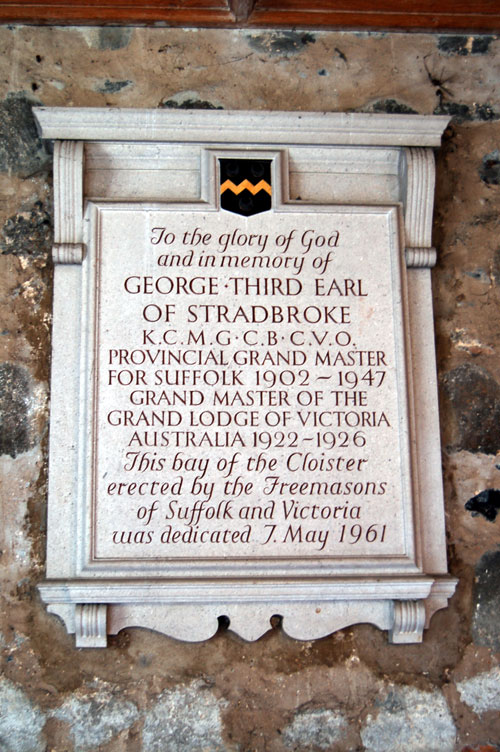 To the glory of God
and in memory of
GEORGE·THIRD EARL
OF STRADBROKE
K.C.M.G·C.B·C.V.O.
PROVINCIAL GRAND MASTER
FOR SUFFOLK 1902 – 1947
GRAND MASTER OF THE
GRAND LODGE OF VICTORIA
AUSTRALIA 1922–1926
This bay of the Cloister
erected by the Freemasons
of Suffolk and Victoria
was dedicated 7. May 1961